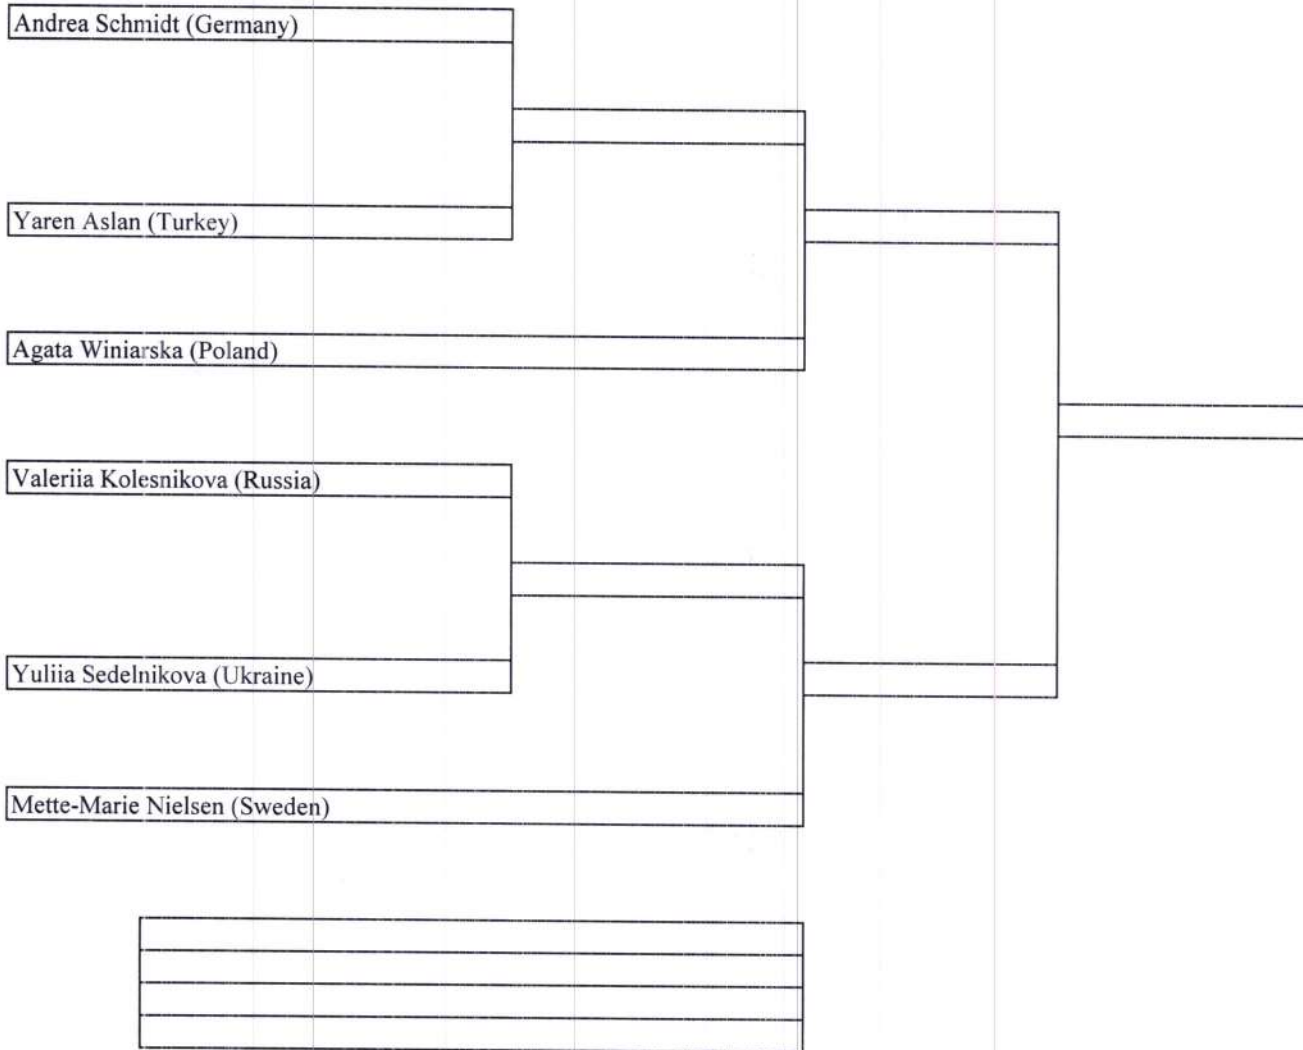 Andrea Schmidt (Germany)
Yaren Aslan (Turkey)
Agata Winiarska (Poland)
Valeriia Kolesnikova (Russia)
Yuliia Sedelnikova (Ukraine)
Mette-Marie Nielsen (Sweden)